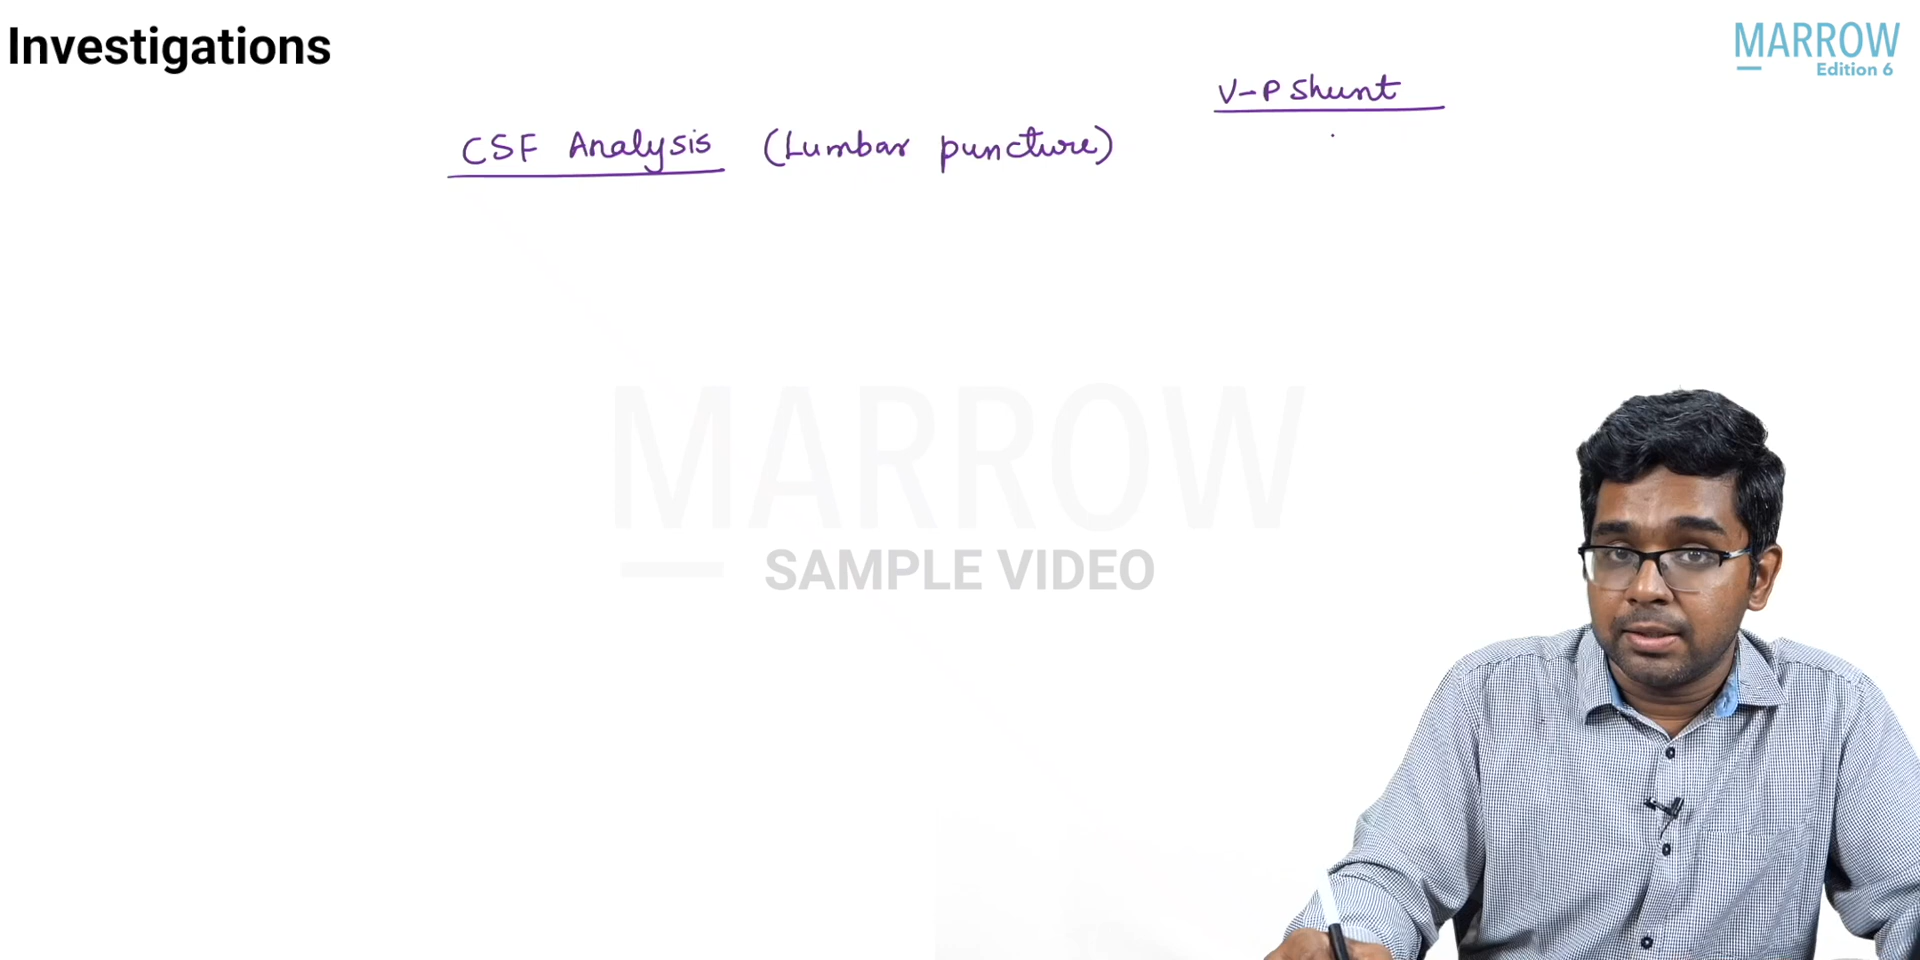 Investigations
MARROW
Edition 6
V-P Shunt
CSF Analysis (Lumbar puncture)
MARROW
SAMPLE VIDEO